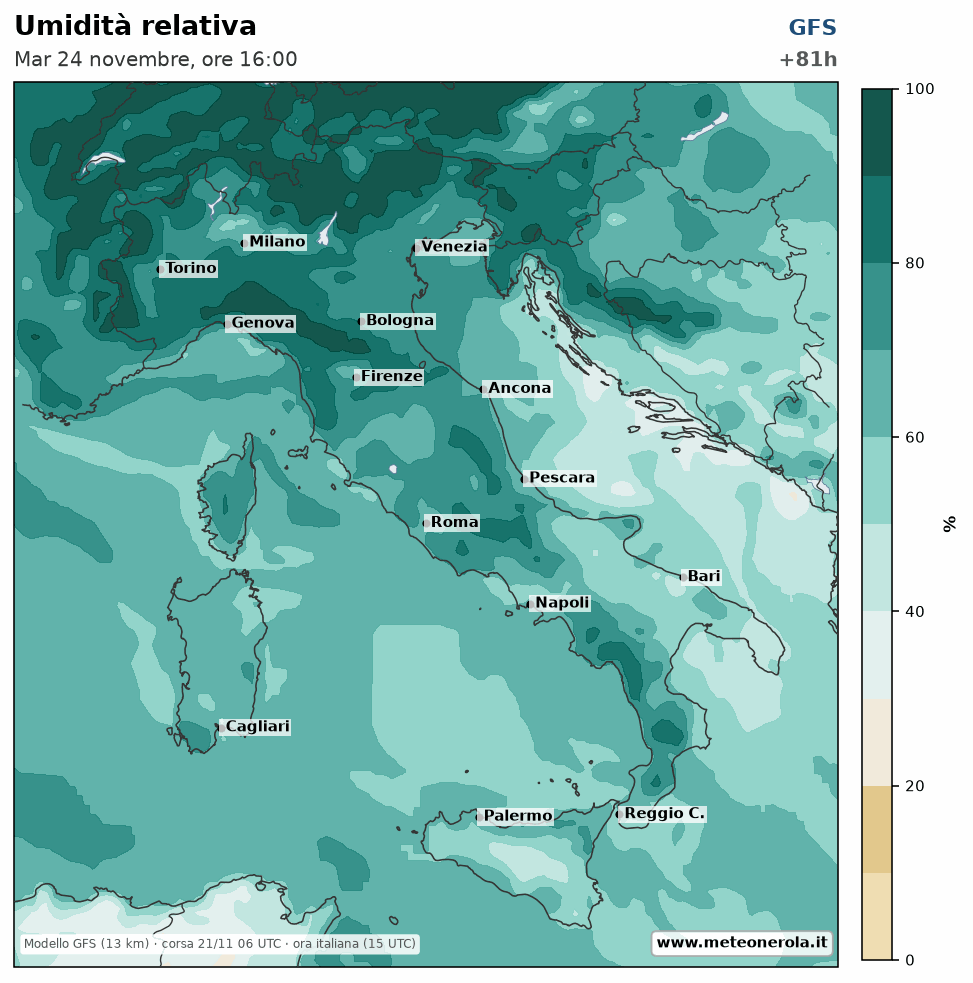 Umidità relativa
GFS
Mar 24 novembre, ore 16:00
+81h
100
80
60
40
20
0
%
Milano
Venezia
Torino
Genova
Bologna
Firenze
Ancona
Pescara
Roma
Bari
Napoli
Cagliari
Palermo
Reggio C.
Modello GFS (13 km) · corsa 21/11 06 UTC · ora italiana (15 UTC)
www.meteonerola.it